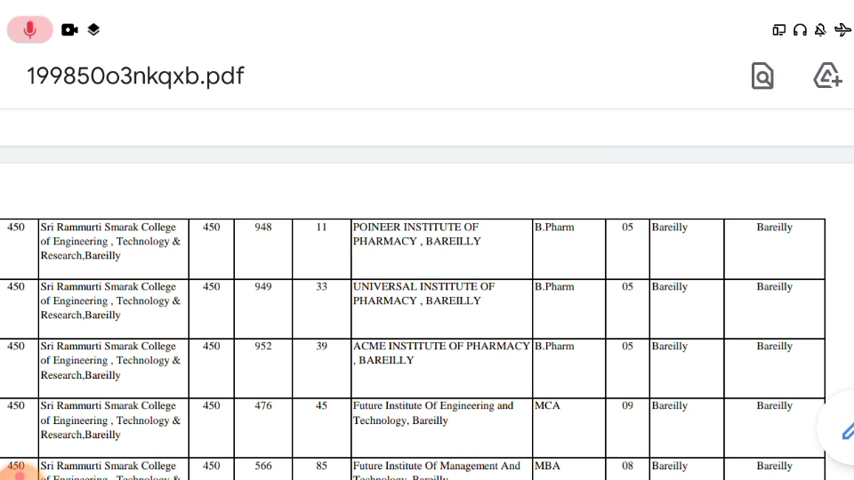 199850o3nkqxb.pdf
450 Sri Rammurti Smarak College 450 948 11 POINEER INSTITUTE OF B.Pharm 05 Bareilly Bareilly
of Engineering , Technology & PHARMACY , BAREILLY
Research,Bareilly
450 Sri Rammurti Smarak College 450 949 33 UNIVERSAL INSTITUTE OF B.Pharm 05 Bareilly Bareilly
of Engineering , Technology & PHARMACY , BAREILLY
Research,Bareilly
450 Sri Rammurti Smarak College 450 952 39 ACME INSTITUTE OF PHARMACY B.Pharm 05 Bareilly Bareilly
of Engineering , Technology & , BAREILLY
Research,Bareilly
450 Sri Rammurti Smarak College 450 476 45 Future Institute Of Engineering and MCA 09 Bareilly Bareilly
of Engineering , Technology & Technology, Bareilly
Research,Bareilly
450 Sri Rammurti Smarak College 450 566 85 Future Institute Of Management And MBA 08 Bareilly Bareilly
of Engineering , Technology & Technology, Bareilly